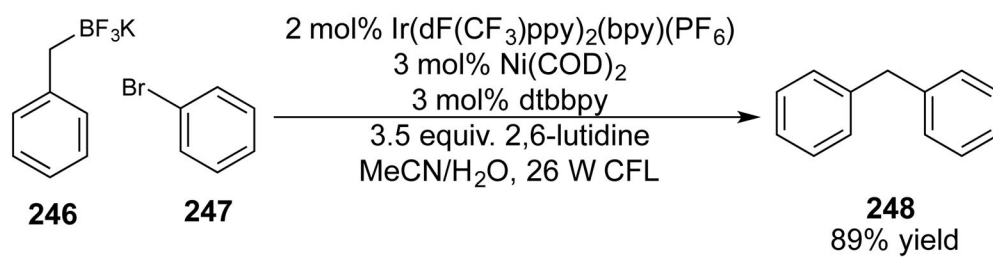 BF3K
Br
246
247
2 mol% Ir(dF(CF3)ppy)2(bpy)(PF6)
3 mol% Ni(COD)2
3 mol% dtbbpy
3.5 equiv. 2,6-lutidine
MeCN/H2O, 26 W CFL
248
89% yield